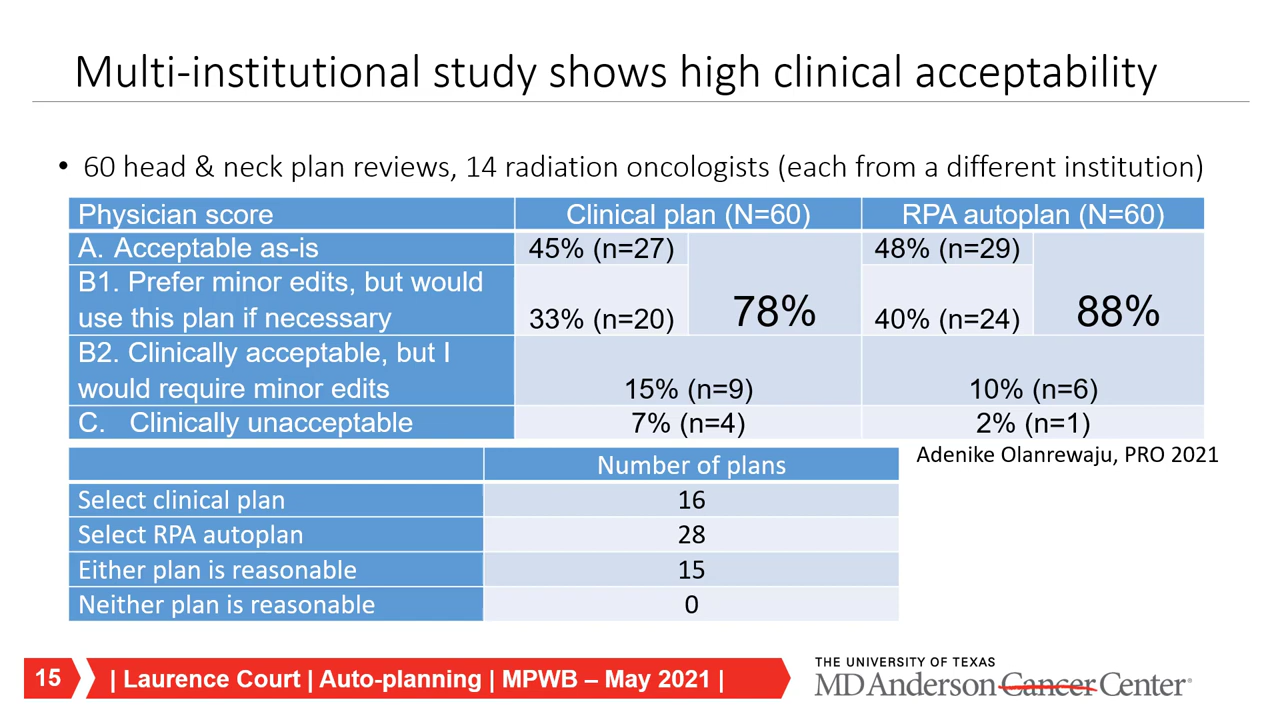 Multi-institutional study shows high clinical acceptability
• 60 head & neck plan reviews, 14 radiation oncologists (each from a different institution)
Physician score Clinical plan (N=60) RPA autoplan (N=60)
A. Acceptable as-is 45% (n=27) 48% (n=29)
B1. Prefer minor edits, but would
use this plan if necessary 33% (n=20) 78% 40% (n=24) 88%
B2. Clinically acceptable, but I
would require minor edits 15% (n=9) 10% (n=6)
C. Clinically unacceptable 7% (n=4) 2% (n=1)
Adenike Olanrewaju, PRO 2021
Number of plans
Select clinical plan 16
Select RPA autoplan 28
Either plan is reasonable 15
Neither plan is reasonable 0
15 | Laurence Court | Auto-planning | MPWB – May 2021 |
THE UNIVERSITY OF TEXAS
MD Anderson Cancer Center®